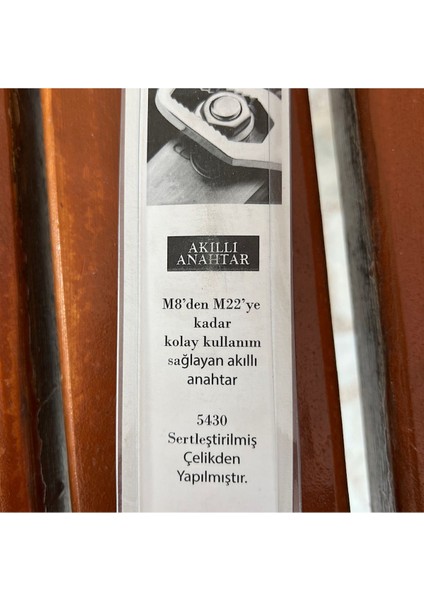 AKILLI
ANAHTAR
M8'den M22'ye
kadar
kolay kullanım
sağlayan akıllı
anahtar
5430
Sertleştirilmiş
Çelikden
Yapılmıştır.